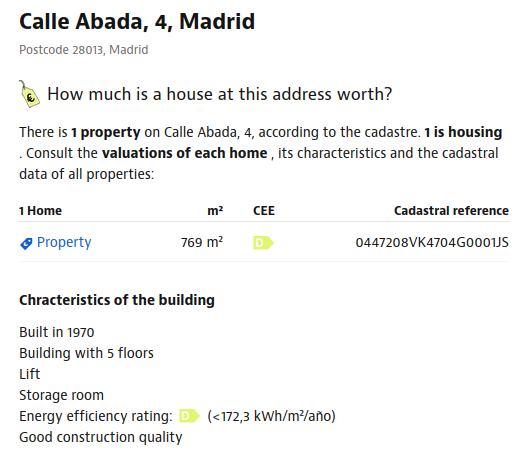 Calle Abada, 4, Madrid
Postcode 28013, Madrid
€ How much is a house at this address worth?
There is 1 property on Calle Abada, 4, according to the cadastre. 1 is housing
. Consult the valuations of each home , its characteristics and the cadastral
data of all properties:
1 Home m² CEE Cadastral reference
Property 769 m² D 0447208VK4704G0001JS
Chracteristics of the building
Built in 1970
Building with 5 floors
Lift
Storage room
Energy efficiency rating: D (<172,3 kWh/m²/año)
Good construction quality